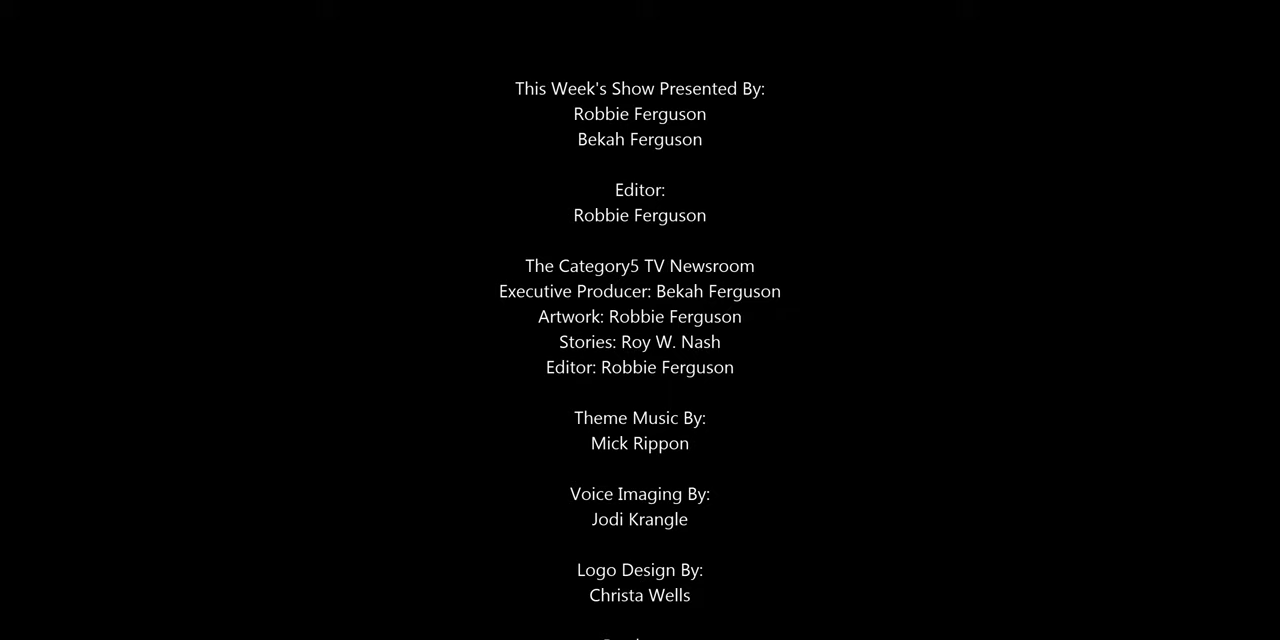 This Week's Show Presented By:
Robbie Ferguson
Bekah Ferguson
Editor:
Robbie Ferguson
The Category5 TV Newsroom
Executive Producer: Bekah Ferguson
Artwork: Robbie Ferguson
Stories: Roy W. Nash
Editor: Robbie Ferguson
Theme Music By:
Mick Rippon
Voice Imaging By:
Jodi Krangle
Logo Design By:
Christa Wells